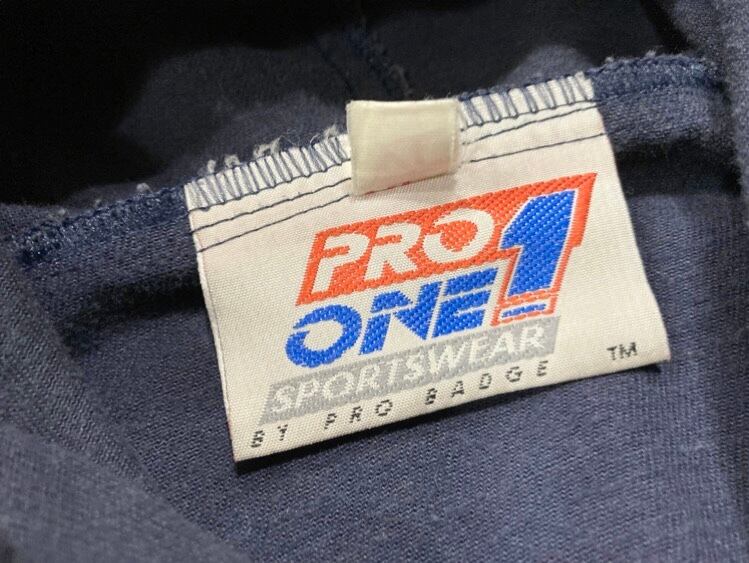 PRO 1
ONE
SPORTSWEAR
BY PRO BADGE TM